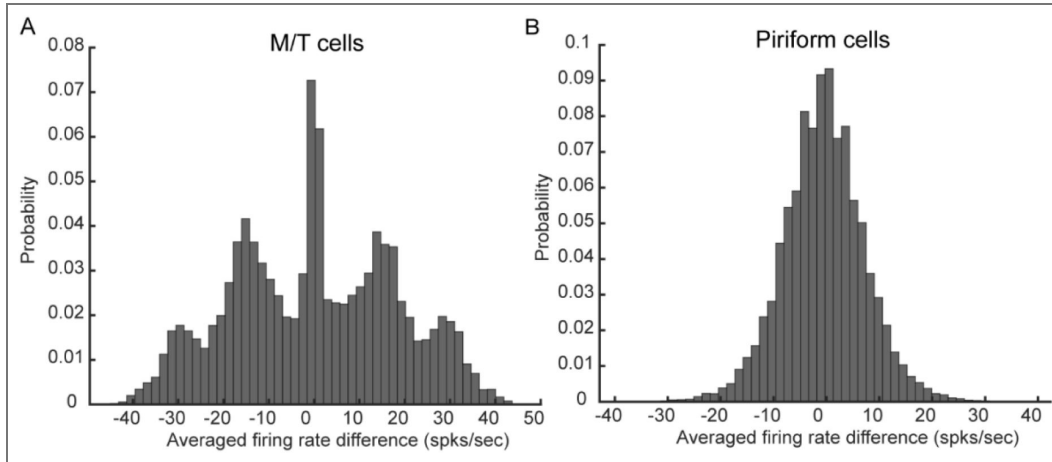 A
M/T cells
0.08
0.07
0.06
0.05
0.04
0.03
0.02
0.01
0
Probability
-40 -30 -20 -10 0 10 20 30 40 50
Averaged firing rate difference (spks/sec)
B
Piriform cells
0.1
0.09
0.08
0.07
0.06
0.05
0.04
0.03
0.02
0.01
0
Probability
-40 -30 -20 -10 0 10 20 30 40
Averaged firing rate difference (spks/sec)